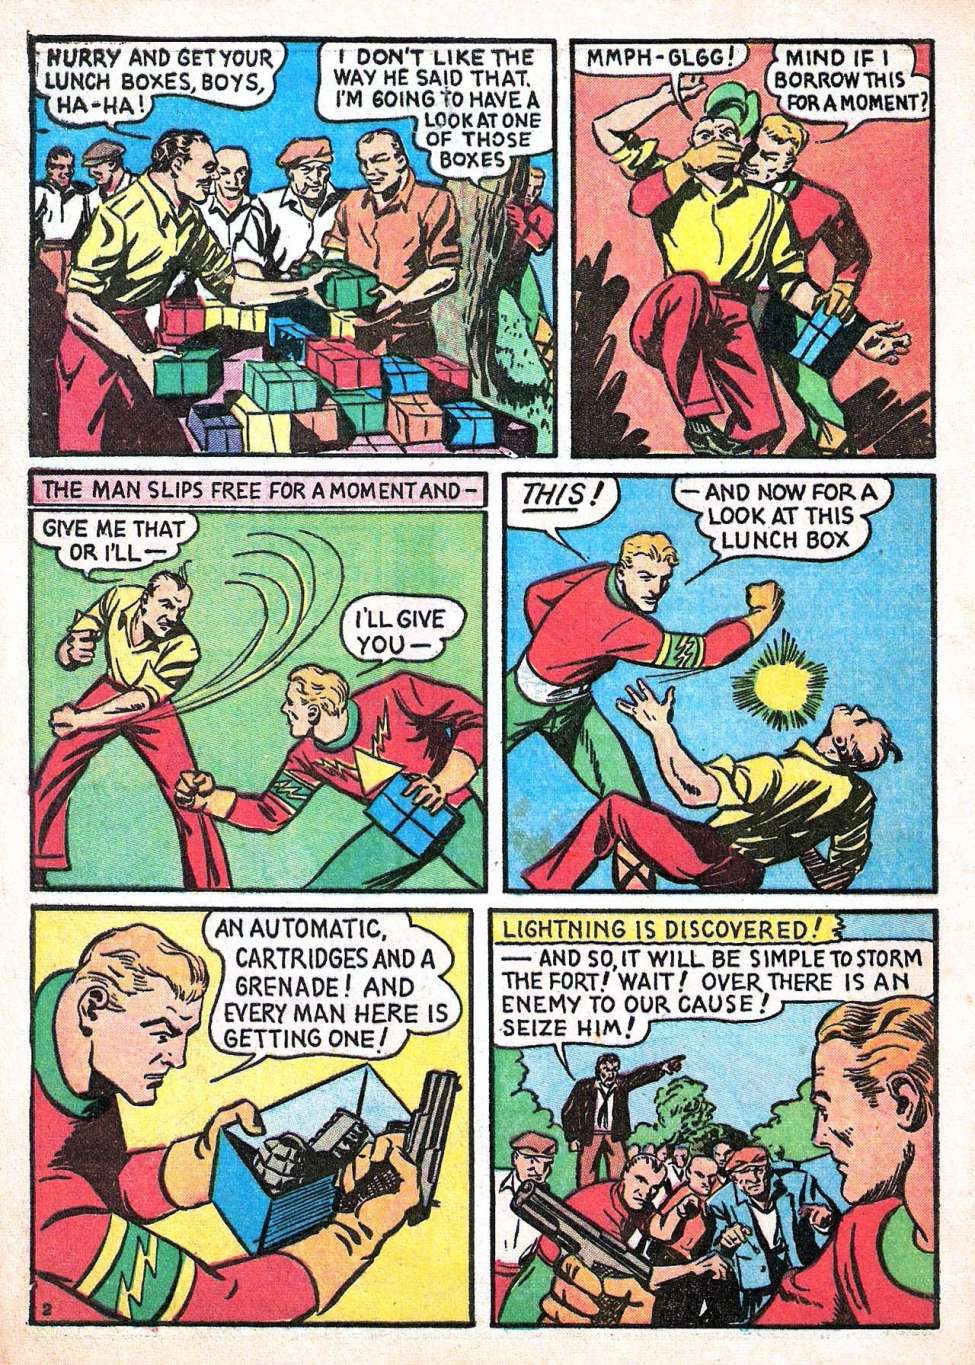 HURRY AND GET YOUR
LUNCH BOXES, BOYS,
HA-HA!
I DON'T LIKE THE
WAY HE SAID THAT.
I'M GOING TO HAVE A
LOOK AT ONE
OF THOSE
BOXES
MMPH-GLGG!
MIND IF I
BORROW THIS
FOR A MOMENT?
THE MAN SLIPS FREE FOR A MOMENT AND-
GIVE ME THAT
OR I'LL—
I'LL GIVE
YOU—
THIS!
—AND NOW FOR A
LOOK AT THIS
LUNCH BOX
AN AUTOMATIC,
CARTRIDGES AND A
GRENADE! AND
EVERY MAN HERE IS
GETTING ONE!
LIGHTNING IS DISCOVERED!
— AND SO, IT WILL BE SIMPLE TO STORM
THE FORT! WAIT! OVER THERE IS AN
ENEMY TO OUR CAUSE!
SEIZE HIM!
2